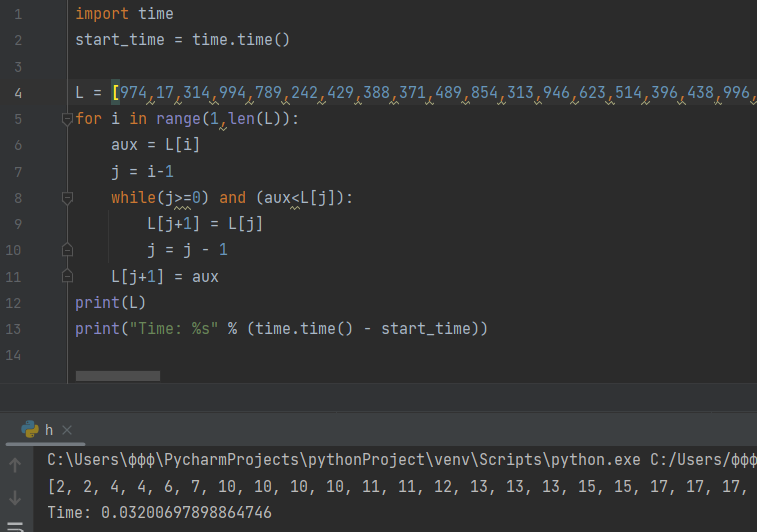 1 import time
2 start_time = time.time()
3
4 L = [974,17,314,994,789,242,429,388,371,489,854,313,946,623,514,396,438,996,
5 for i in range(1,len(L)):
6 aux = L[i]
7 j = i-1
8 while(j>=0) and (aux<L[j]):
9 L[j+1] = L[j]
10 j = j - 1
11 L[j+1] = aux
12 print(L)
13 print("Time: %s" % (time.time() - start_time))
14
h
C:\Users\ффф\PycharmProjects\pythonProject\venv\Scripts\python.exe C:/Users/ффф
[2, 2, 4, 4, 6, 7, 10, 10, 10, 10, 11, 11, 12, 13, 13, 13, 15, 15, 17, 17, 17,
Time: 0.03200697898864746